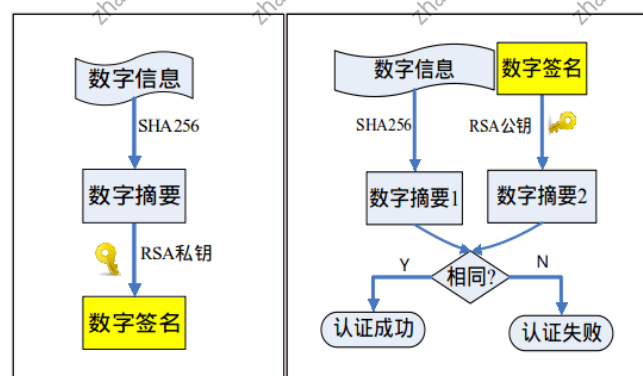 数字信息
SHA256
数字摘要
RSA私钥
数字签名
数字信息
数字签名
SHA256
RSA公钥
数字摘要1
数字摘要2
相同?
Y
N
认证成功
认证失败